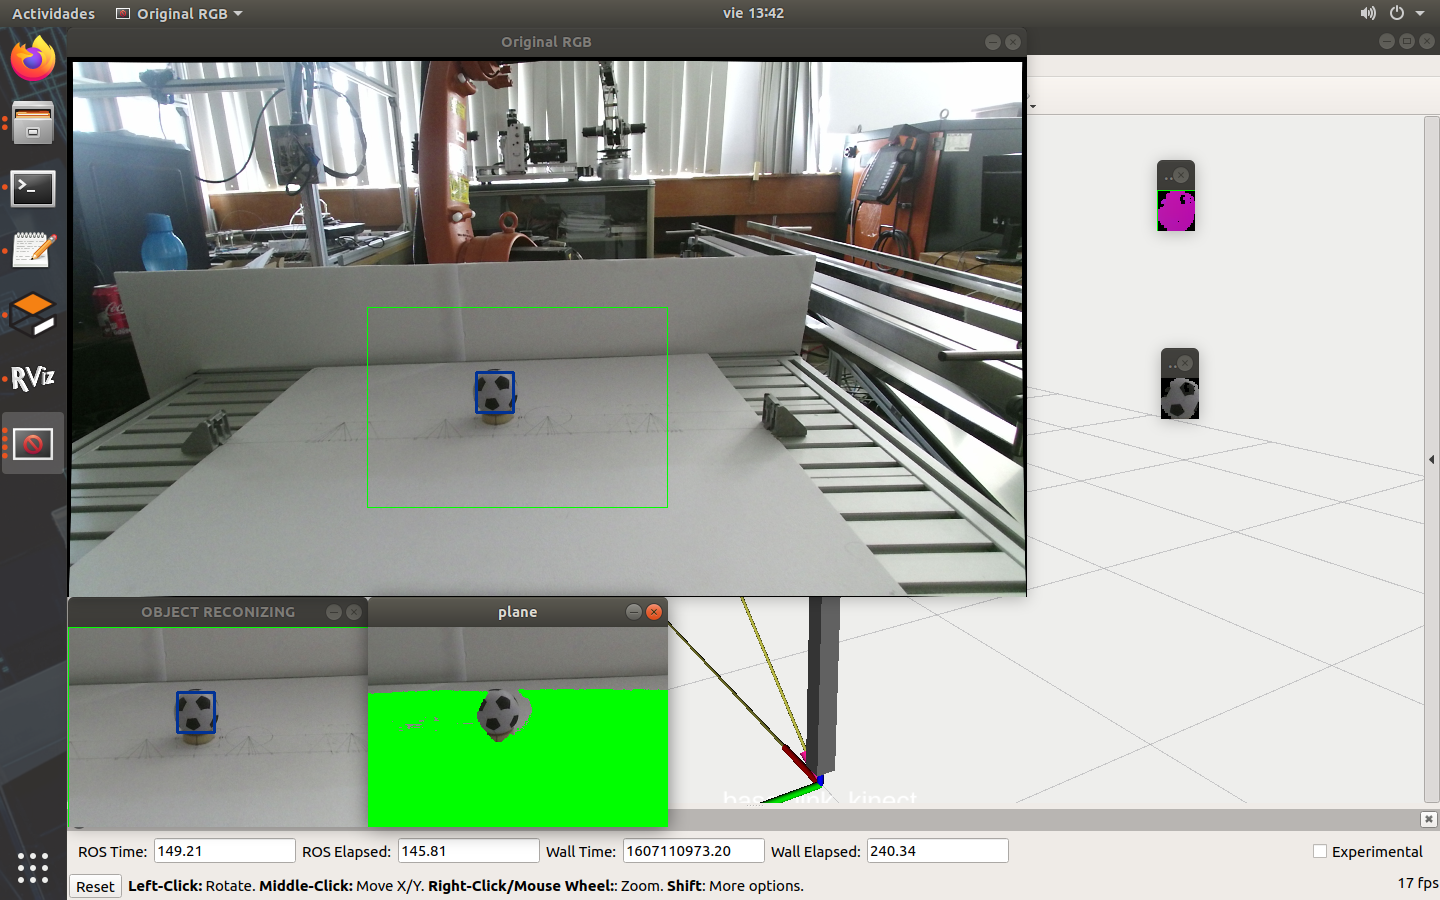 Actividades
Original RGB
vie 13:42
Original RGB
RViz
OBJECT RECONIZING
plane
ROS Time: 149.21
ROS Elapsed: 145.81
Wall Time: 1607110973.20
Wall Elapsed: 240.34
Experimental
Reset
Left-Click: Rotate. Middle-Click: Move X/Y. Right-Click/Mouse Wheel:: Zoom. Shift: More options.
17 fps